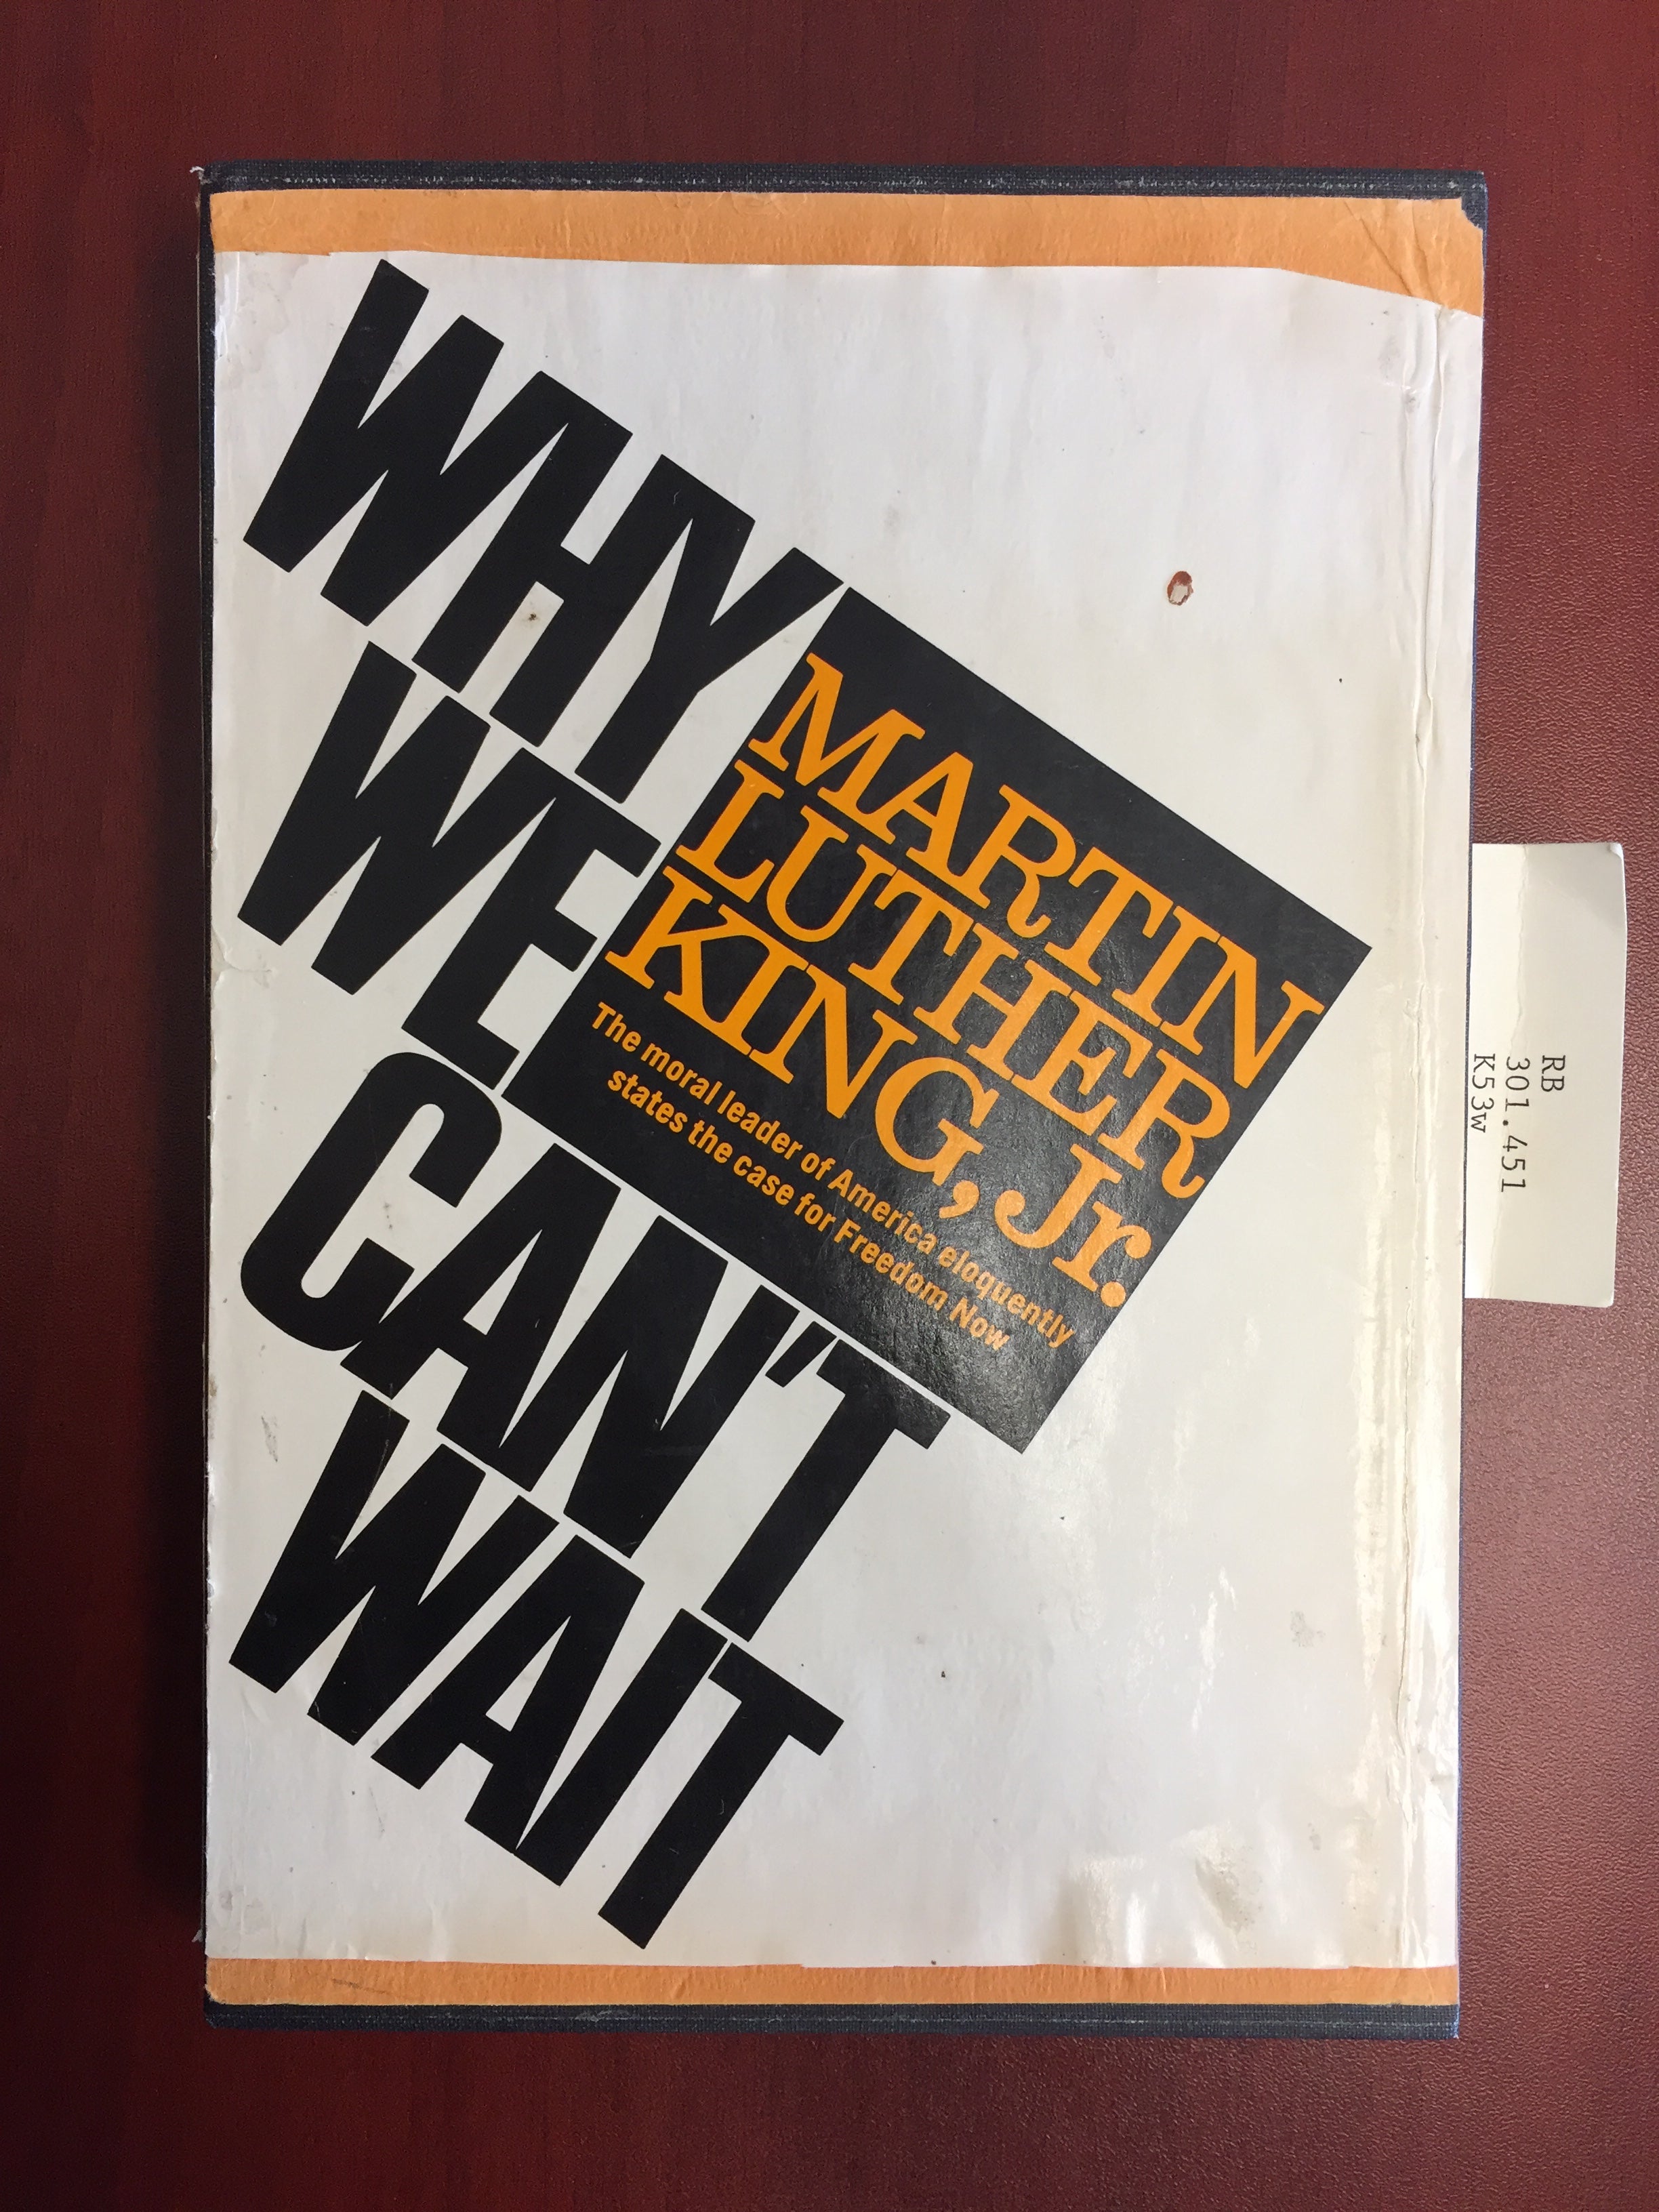 WHY
WE
CAN'T
WAIT
MARTIN
LUTHER
KING, Jr.
The moral leader of America eloquently
states the case for Freedom Now
RB
301.451
K53w